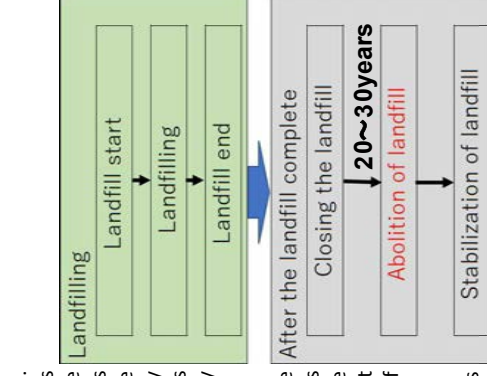 Landfilling
Landfill start
Landfilling
Landfill end
After the landfill complete
Closing the landfill
20~30years
Abolition of landfill
Stabilization of landfill